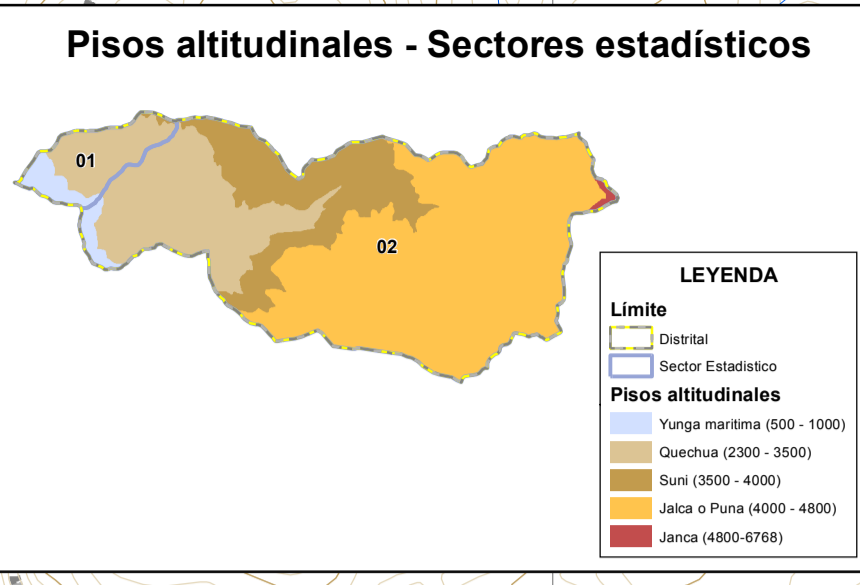 Pisos altitudinales - Sectores estadísticos
01
02
LEYENDA
Límite
Distrital
Sector Estadistico
Pisos altitudinales
Yunga maritima (500 - 1000)
Quechua (2300 - 3500)
Suni (3500 - 4000)
Jalca o Puna (4000 - 4800)
Janca (4800-6768)